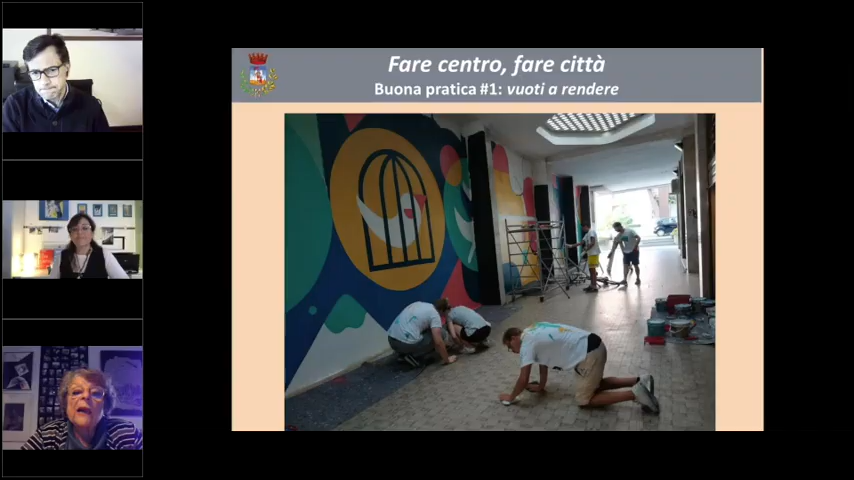 Fare centro, fare città
Buona pratica #1: vuoti a rendere